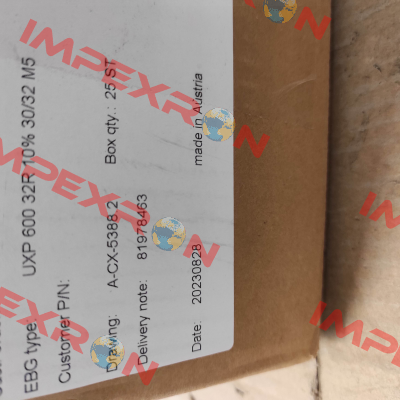 EBG type: UXP 600 32R 10% 30/32 M5
Customer P/N:
Drawing: A-CX-5388.2 Box qty.: 25 ST
Delivery note: 81978463
Date: 20230828 made in Austria
IMPEXRON
IMPEXRON
IMPEXRON